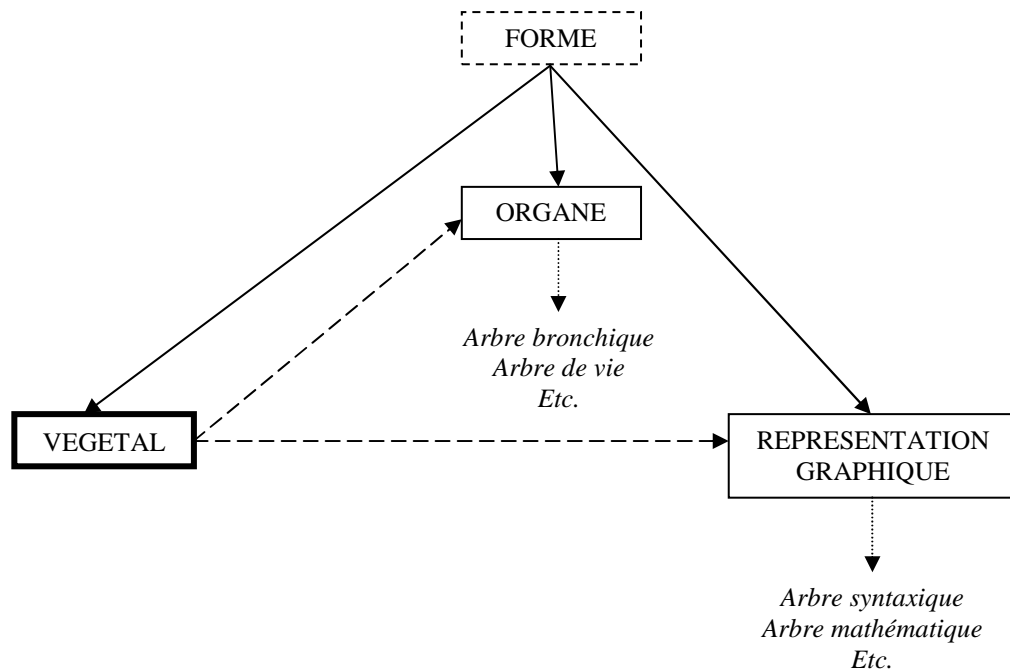 FORME
ORGANE
Arbre bronchique
Arbre de vie
Etc.
VEGETAL
REPRESENTATION
GRAPHIQUE
Arbre syntaxique
Arbre mathématique
Etc.